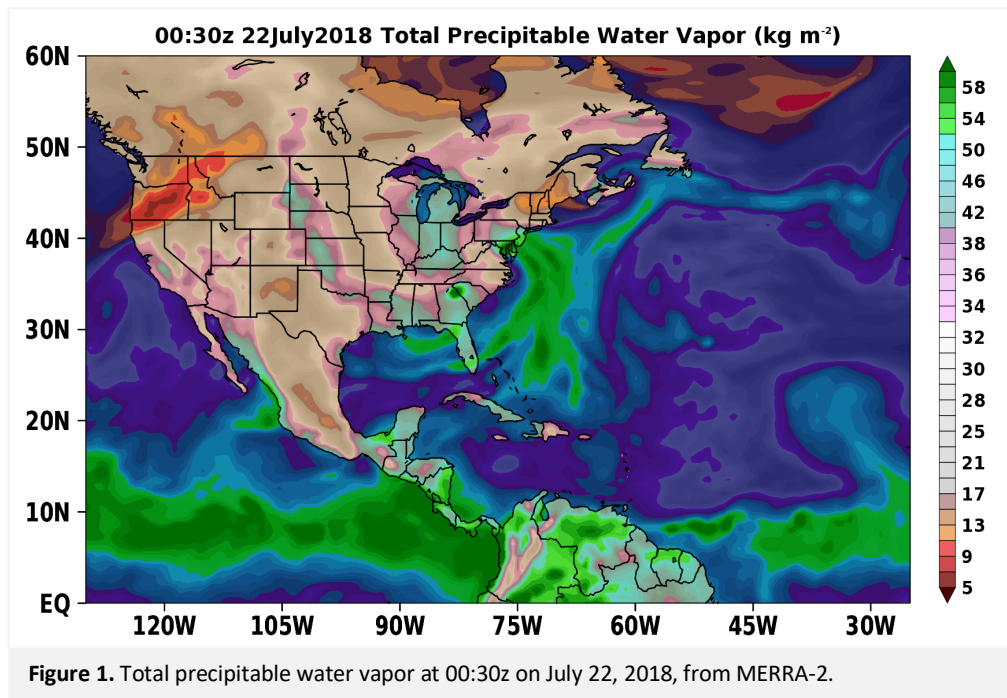 00:30z 22July2018 Total Precipitable Water Vapor (kg m⁻²)
60N
50N
40N
30N
20N
10N
EQ
120W 105W 90W 75W 60W 45W 30W
58
54
50
46
42
38
36
34
32
30
28
25
21
17
13
9
5
Figure 1. Total precipitable water vapor at 00:30z on July 22, 2018, from MERRA-2.